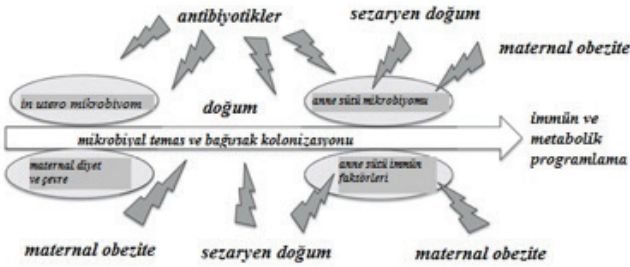 antibiyotikler
sezaryen doğum
maternal obezite
in utero mikrobiyom
doğum
anne sütü mikrobiyomu
mikrobiyal temas ve bağırsak kolonizasyonu
immün ve
metabolik
programlama
maternal diyet
ve çevre
anne sütü immün
faktörleri
maternal obezite
sezaryen doğum
maternal obezite